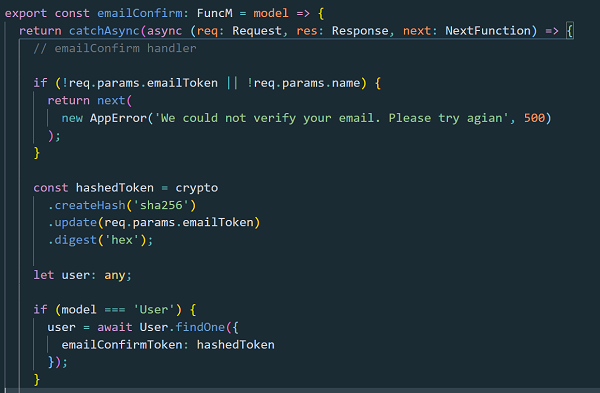 export const emailConfirm: FuncM = model => {
return catchAsync(async (req: Request, res: Response, next: NextFunction) => {
// emailConfirm handler
if (!req.params.emailToken || !req.params.name) {
return next(
new AppError('We could not verify your email. Please try agian', 500)
);
}
const hashedToken = crypto
.createHash('sha256')
.update(req.params.emailToken)
.digest('hex');
let user: any;
if (model === 'User') {
user = await User.findOne({
emailConfirmToken: hashedToken
});
}